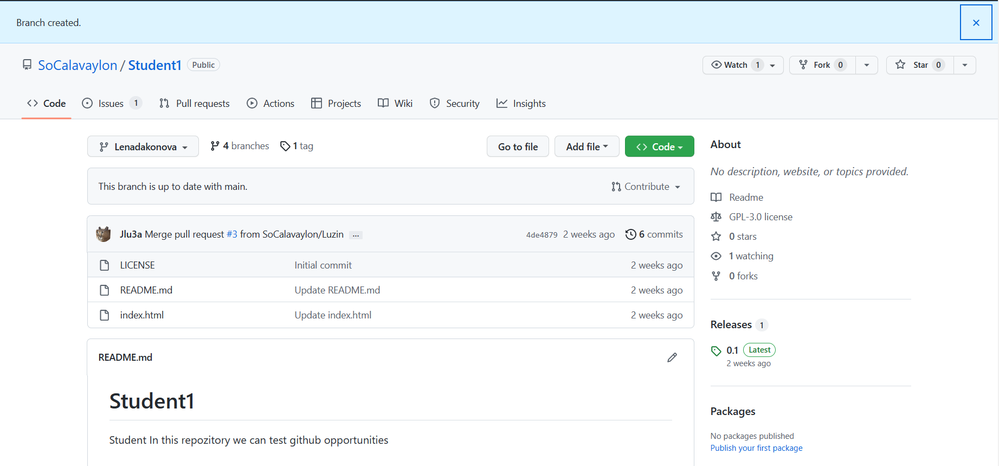 Branch created.
SoCalavaylon / Student1 Public
Watch 1 Fork 0 Star 0
Code Issues 1 Pull requests Actions Projects Wiki Security Insights
Lenadakonova 4 branches 1 tag Go to file Add file Code
This branch is up to date with main. Contribute
Jlu3a Merge pull request #3 from SoCalavaylon/Luzin ... 4de4879 2 weeks ago 6 commits
LICENSE Initial commit 2 weeks ago
README.md Update README.md 2 weeks ago
index.html Update index.html 2 weeks ago
README.md
Student1
Student In this repozitory we can test github opportunities
About
No description, website, or topics provided.
Readme
GPL-3.0 license
0 stars
1 watching
0 forks
Releases 1
0.1 Latest
2 weeks ago
Packages
No packages published
Publish your first package